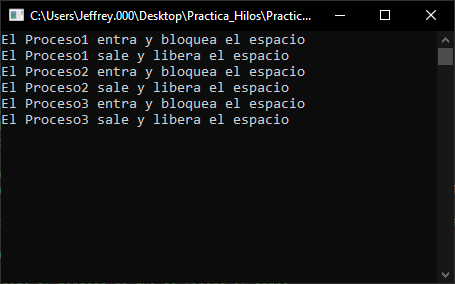 C:\Users\Jeffrey.000\Desktop\Practica_Hilos\Practic...
El Proceso1 entra y bloquea el espacio
El Proceso1 sale y libera el espacio
El Proceso2 entra y bloquea el espacio
El Proceso2 sale y libera el espacio
El Proceso3 entra y bloquea el espacio
El Proceso3 sale y libera el espacio